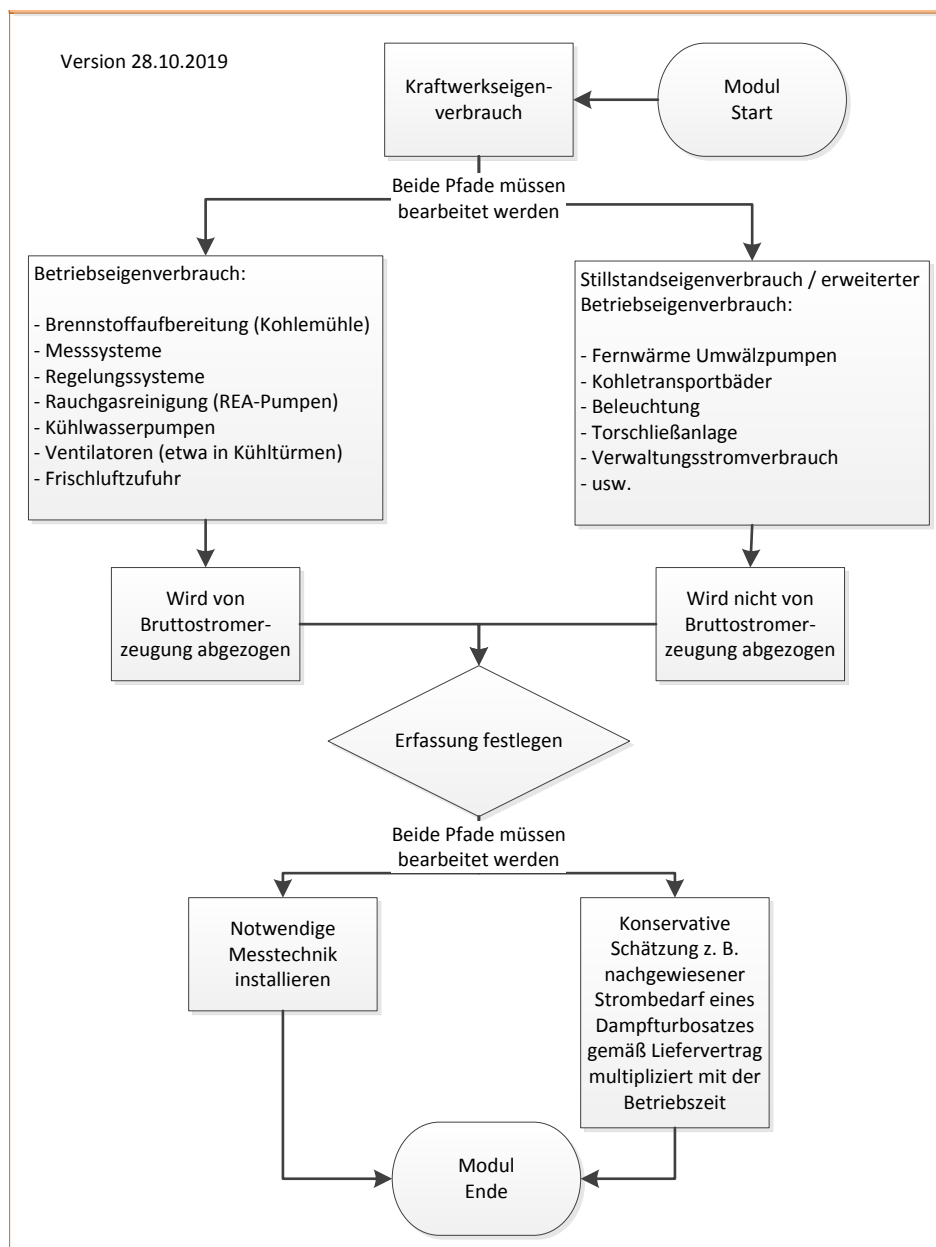 Version 28.10.2019
Kraftwerkseigen-
verbrauch
Modul
Start
Beide Pfade müssen
bearbeitet werden
Betriebseigenverbrauch:
- Brennstoffaufbereitung (Kohlemühle)
- Messsysteme
- Regelungssysteme
- Rauchgasreinigung (REA-Pumpen)
- Kühlwasserpumpen
- Ventilatoren (etwa in Kühltürmen)
- Frischluftzufuhr
Stillstandseigenverbrauch / erweiterter
Betriebseigenverbrauch:
- Fernwärme Umwälzpumpen
- Kohletransportbäder
- Beleuchtung
- Torschließanlage
- Verwaltungsstromverbrauch
- usw.
Wird von
Bruttostromer-
zeugung abgezogen
Wird nicht von
Bruttostromer-
zeugung abgezogen
Erfassung festlegen
Beide Pfade müssen
bearbeitet werden
Notwendige
Messtechnik
installieren
Konservative
Schätzung z. B.
nachgewiesener
Strombedarf eines
Dampfturbosatzes
gemäß Liefervertrag
multipliziert mit der
Betriebszeit
Modul
Ende